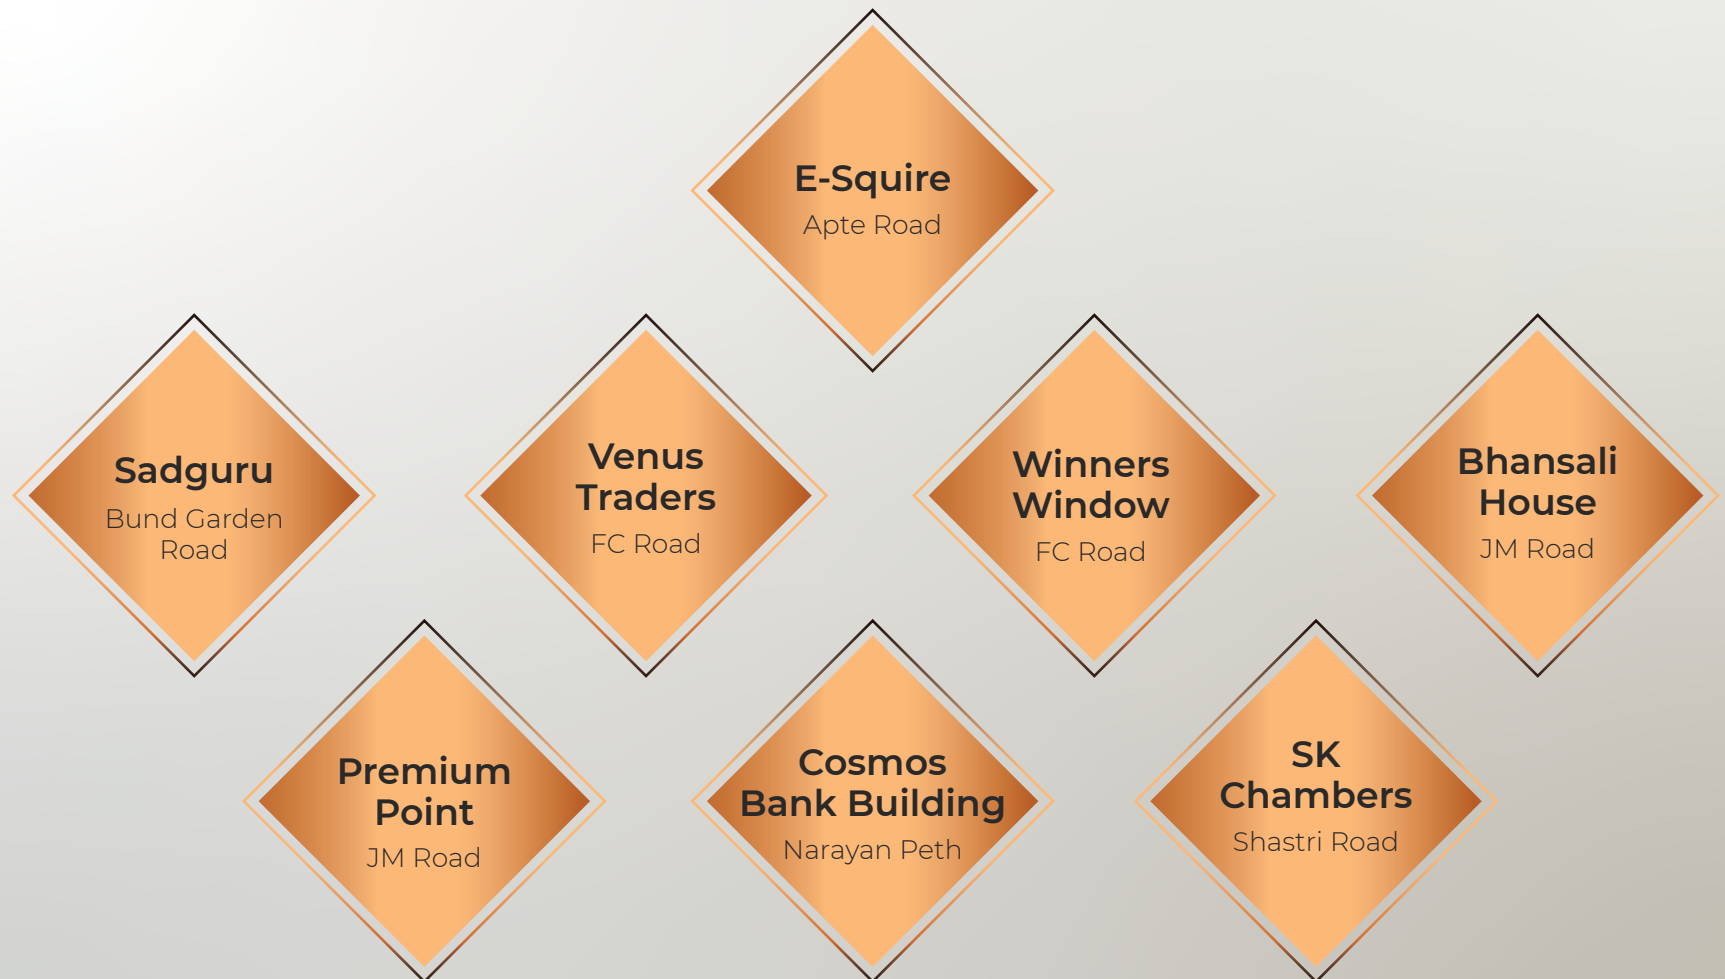 E-Squire
Apte Road
Sadguru
Bund Garden
Road
Venus
Traders
FC Road
Winners
Window
FC Road
Bhansali
House
JM Road
Premium
Point
JM Road
Cosmos
Bank Building
Narayan Peth
SK
Chambers
Shastri Road